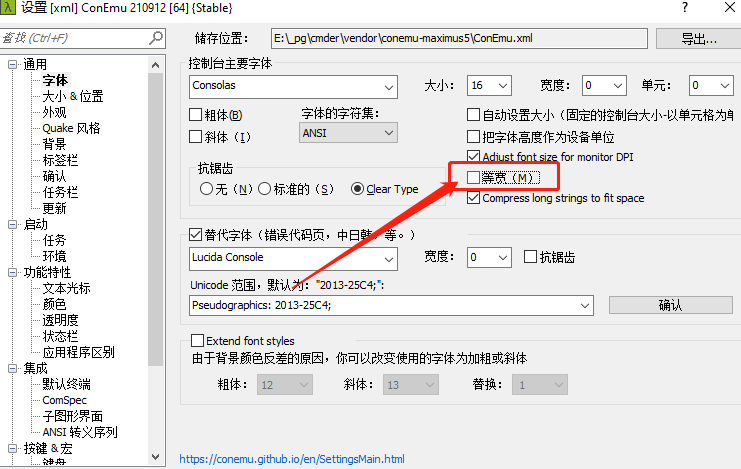 设置 [xml] ConEmu 210912 [64] {Stable}
查找 (Ctrl+F)
储存位置： E:\_pg\cmder\vendor\conemu-maximus5\ConEmu.xml 导出...
通用
字体
大小 & 位置
外观
Quake 风格
背景
标签栏
确认
任务栏
更新
启动
任务
环境
功能特性
文本光标
颜色
透明度
状态栏
应用程序区别
集成
默认终端
ComSpec
子图形界面
ANSI 转义序列
按键 & 宏
键盘
控制台主要字体
Consolas 大小： 16 宽度： 0 单元： 0
粗体(B) 字体的字符集： 自动设置大小（固定的控制台大小-以单元格为单
斜体（I） ANSI 把字体高度作为设备单位
Adjust font size for monitor DPI
抗锯齿 等宽（M）
无（N） 标准的（S） Clear Type Compress long strings to fit space
替代字体（错误代码页，中日韩，等。）
Lucida Console 宽度： 0 抗锯齿
Unicode 范围，默认为："2013-25C4;":
Pseudographics: 2013-25C4; 确认
Extend font styles
由于背景颜色反差的原因，你可以改变使用的字体为加粗或斜体
粗体： 12 斜体： 13 替换： 1
https://conemu.github.io/en/SettingsMain.html